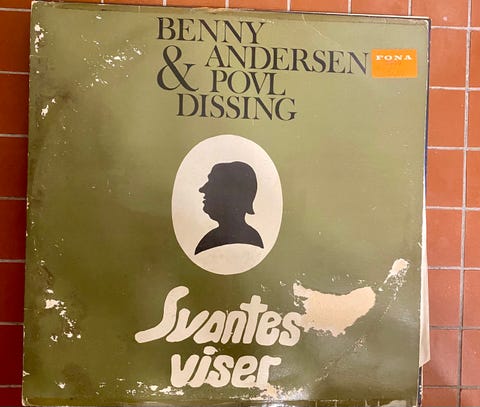 BENNY
ANDERSEN
& POVL
DISSING
FONA
Svantes
viser